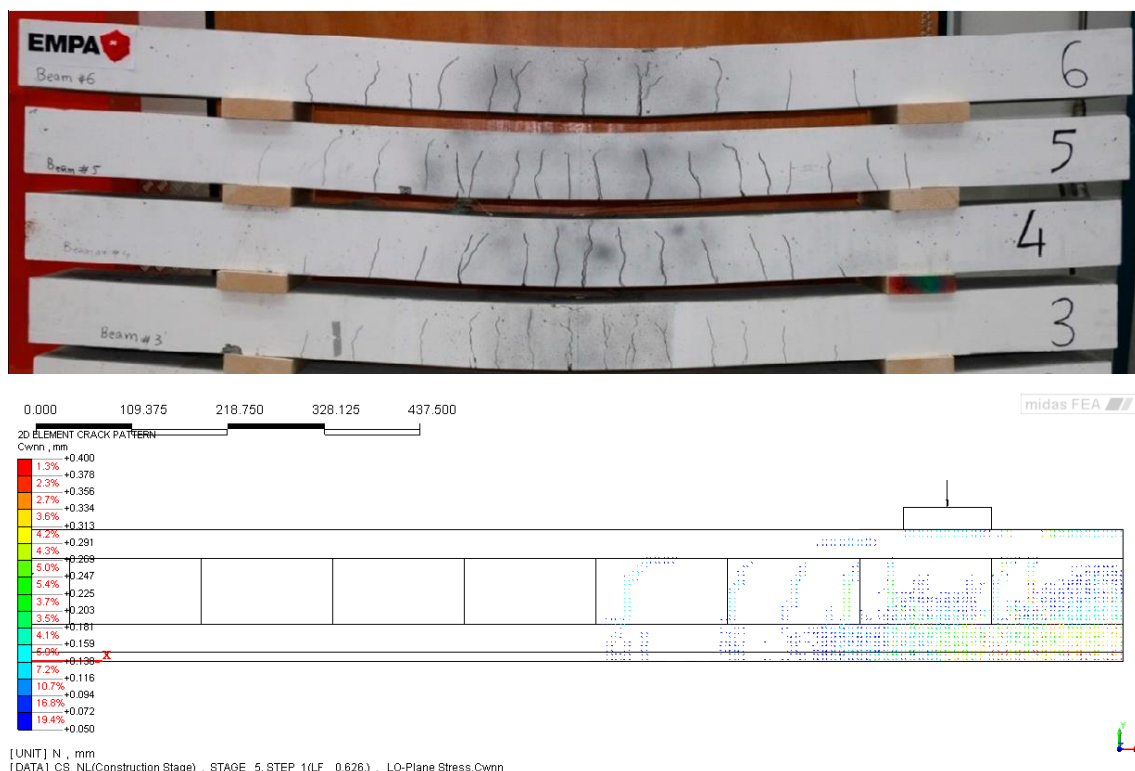 EMPA
Beam #6
6
Beam #5
5
Beam #4
4
Beam #3
3
0.000 109.375 218.750 328.125 437.500
midas FEA
2D ELEMENT CRACK PATTERN
Cwnn , mm
+0.400
1.3%
+0.378
2.3%
+0.356
2.7%
+0.334
3.6%
+0.313
4.2%
+0.291
4.3%
+0.269
5.0%
+0.247
5.4%
+0.225
3.7%
+0.203
3.5%
+0.181
4.1%
+0.159
5.0%
+0.138
7.2%
+0.116
10.7%
+0.094
16.8%
+0.072
19.4%
+0.050
X
Y
[UNIT] N , mm
[DATA] CS_NL(Construction Stage) , STAGE_5, STEP 1(LF_ 0.626,) , LO-Plane Stress,Cwnn